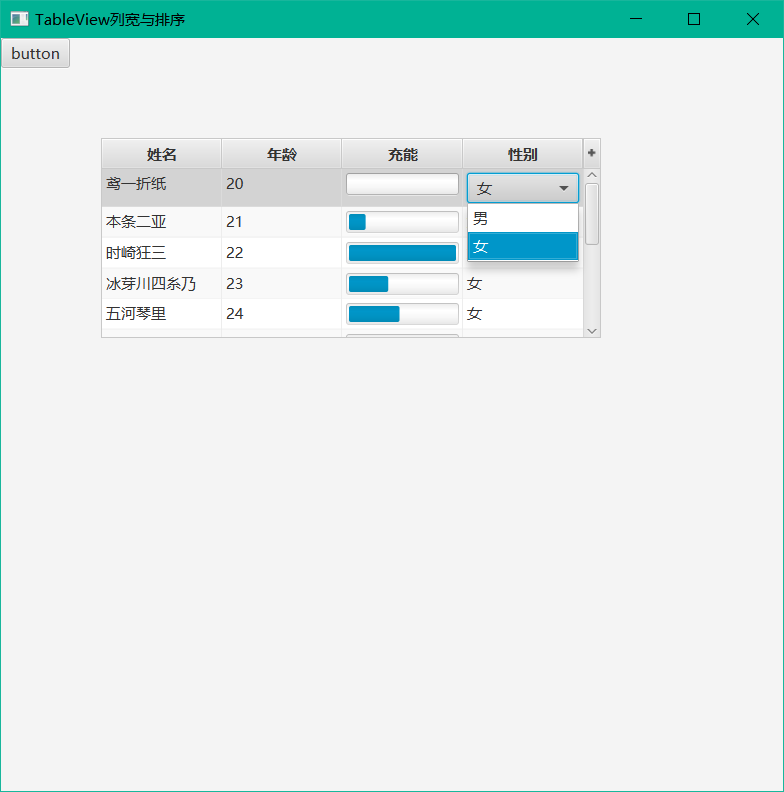 TableView列宽与排序
button
姓名 年龄 充能 性别
鸢一折纸 20 女
男
本条二亚 21
女
时崎狂三 22
冰芽川四糸乃 23 女
五河琴里 24 女